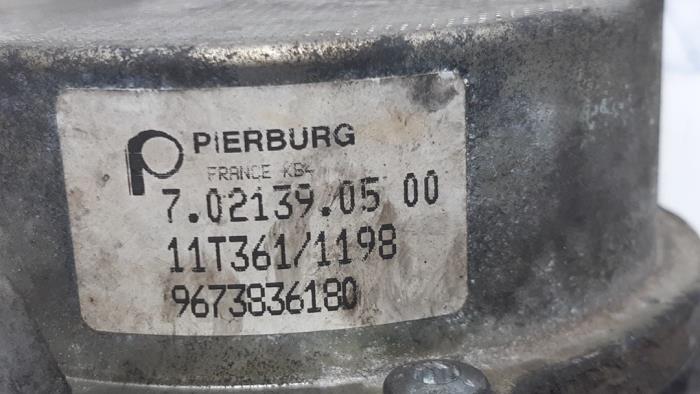 PIERBURG
FRANCE KB4
7.02139.05 00
11T361/1198
9673836180